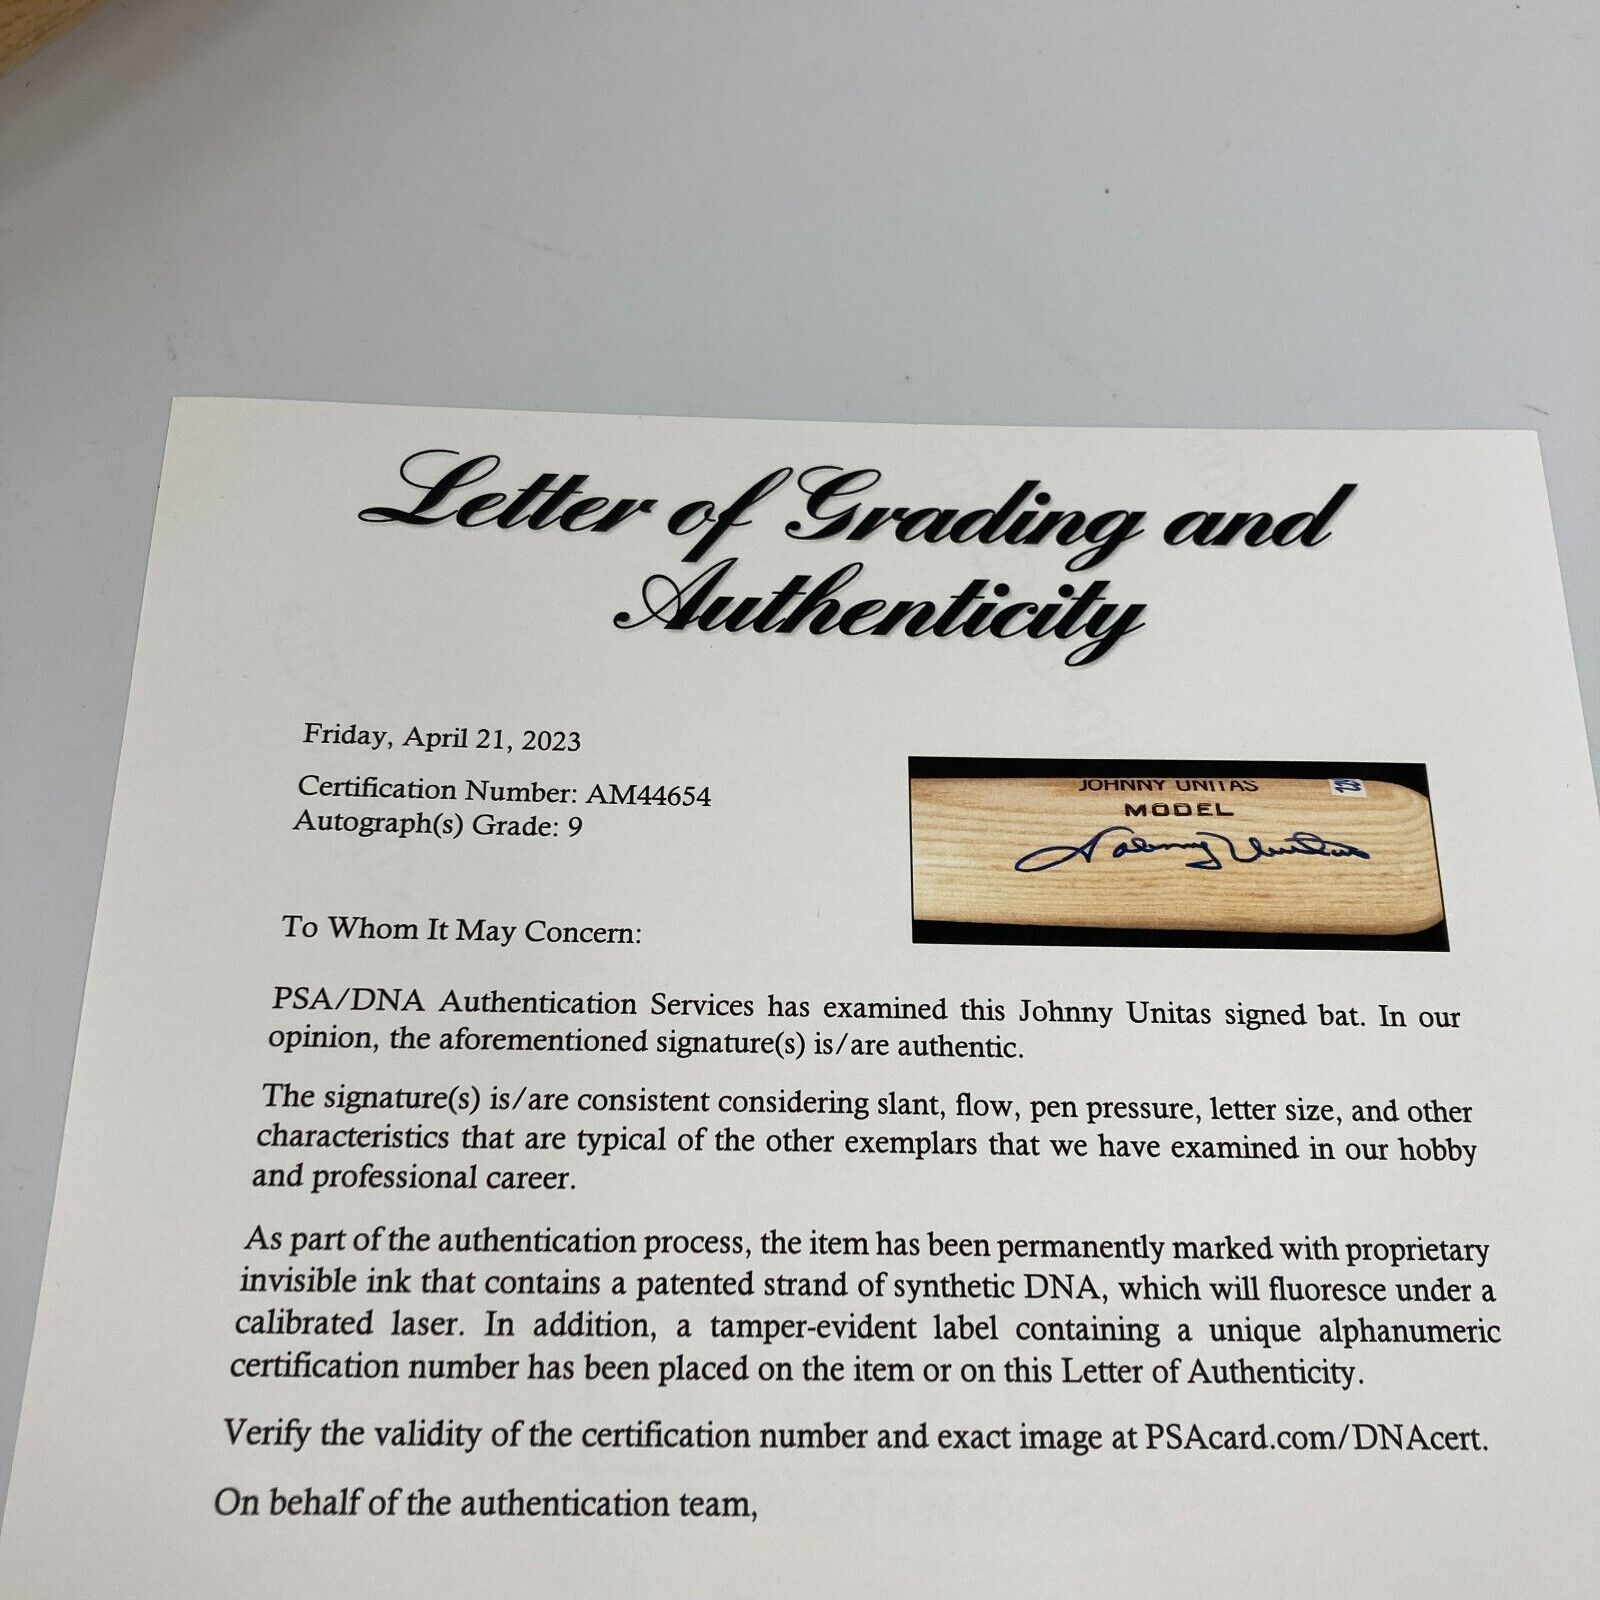 Letter of Grading and
Authenticity
Friday, April 21, 2023
Certification Number: AM44654
Autograph(s) Grade: 9
JOHNNY UNITAS
MODEL
Johnny Unitas
To Whom It May Concern:
PSA/DNA Authentication Services has examined this Johnny Unitas signed bat. In our
opinion, the aforementioned signature(s) is/are authentic.
The signature(s) is/are consistent considering slant, flow, pen pressure, letter size, and other
characteristics that are typical of the other exemplars that we have examined in our hobby
and professional career.
As part of the authentication process, the item has been permanently marked with proprietary
invisible ink that contains a patented strand of synthetic DNA, which will fluoresce under a
calibrated laser. In addition, a tamper-evident label containing a unique alphanumeric
certification number has been placed on the item or on this Letter of Authenticity.
Verify the validity of the certification number and exact image at PSAcard.com/DNAcert.
On behalf of the authentication team,